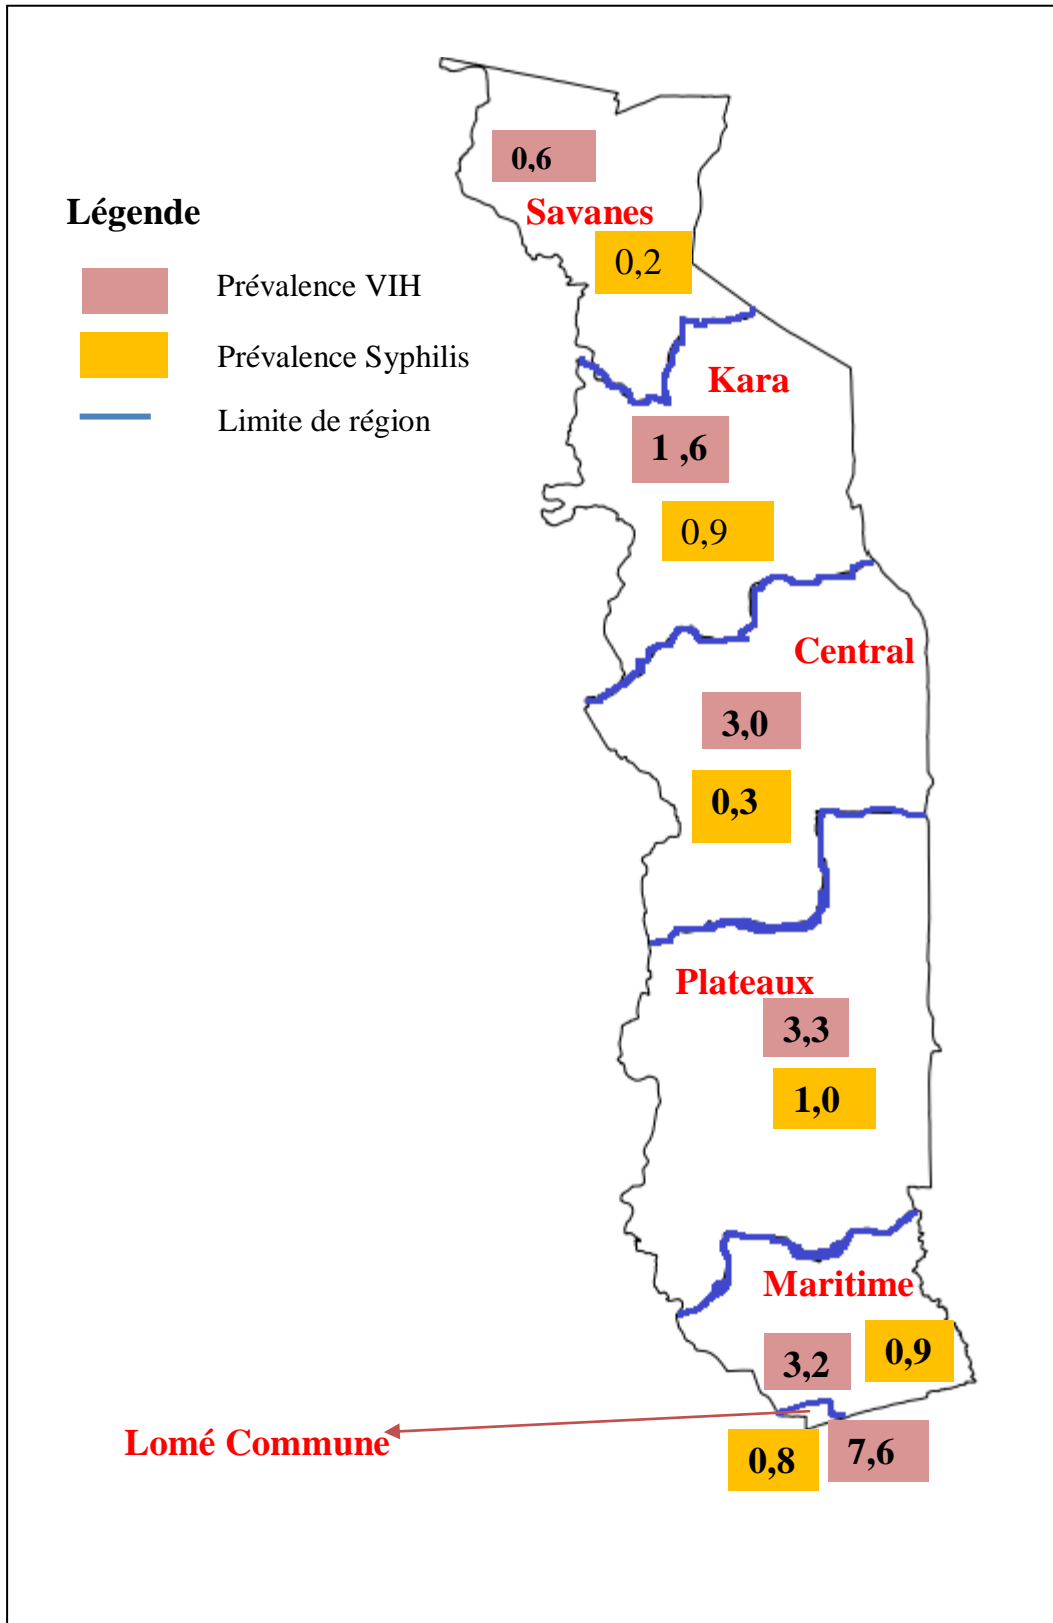 0,6
Savanes
0,2
Légende
Prévalence VIH
Prévalence Syphilis
Limite de région
Kara
1 ,6
0,9
Central
3,0
0,3
Plateaux
3,3
1,0
Maritime
3,2
0,9
Lomé Commune
0,8
7,6